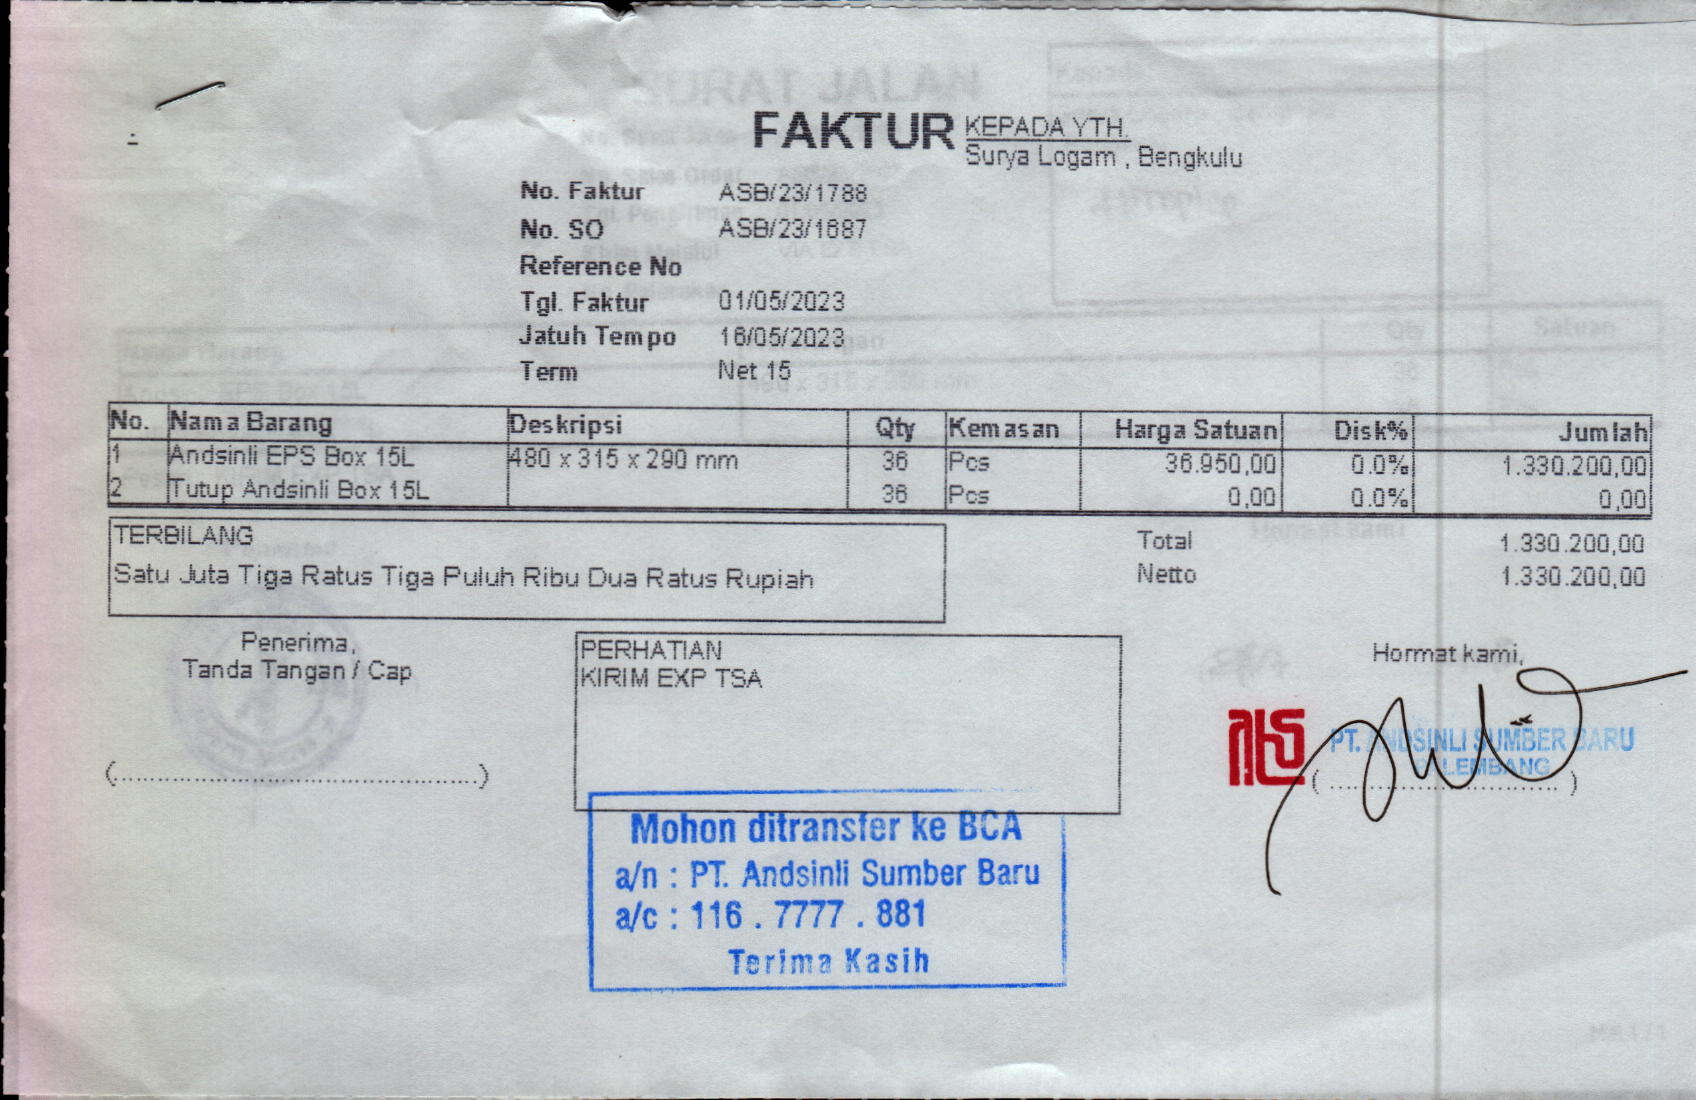 FAKTUR
KEPADA YTH.
Surya Logam , Bengkulu
No. Faktur ASB/23/1788
No. SO ASB/23/1687
Reference No
Tgl. Faktur 01/05/2023
Jatuh Tempo 16/05/2023
Term Net 15
No. Nama Barang Deskripsi Qty Kemasan Harga Satuan Disk% Jumlah
1 Andsinli EPS Box 15L 480 x 315 x 290 mm 36 Pcs 36.950,00 0.0% 1.330.200,00
2 Tutup Andsinli Box 15L 36 Pcs 0,00 0.0% 0,00
TERBILANG
Satu Juta Tiga Ratus Tiga Puluh Ribu Dua Ratus Rupiah
Total 1.330.200,00
Netto 1.330.200,00
Penerima,
Tanda Tangan / Cap
(..................................................)
PERHATIAN
KIRIM EXP TSA
Hormat kami,
PT. ANDSINLI SUMBER BARU
PALEMBANG
(..................................)
Mohon ditransfer ke BCA
a/n : PT. Andsinli Sumber Baru
a/c : 116 . 7777 . 881
Terima Kasih